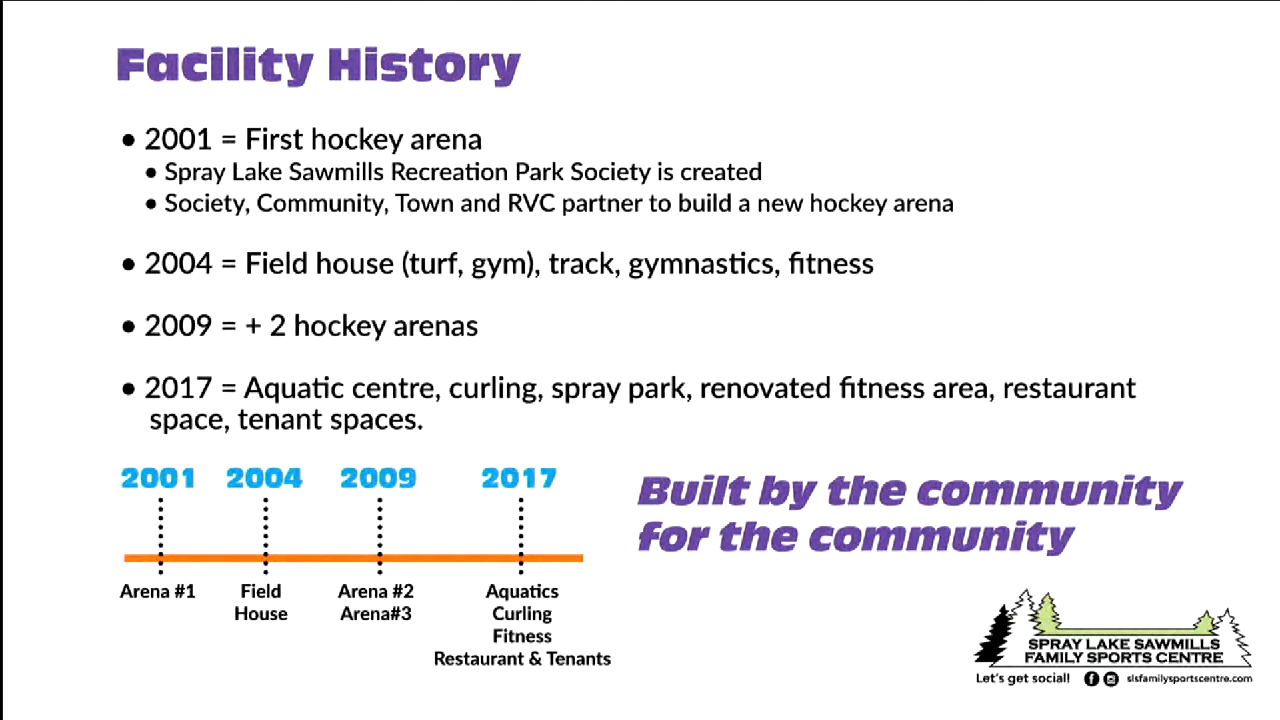 Facility History
• 2001 = First hockey arena
• Spray Lake Sawmills Recreation Park Society is created
• Society, Community, Town and RVC partner to build a new hockey arena
• 2004 = Field house (turf, gym), track, gymnastics, fitness
• 2009 = + 2 hockey arenas
• 2017 = Aquatic centre, curling, spray park, renovated fitness area, restaurant
space, tenant spaces.
2001 2004 2009 2017
Arena #1 Field Arena #2 Aquatics
House Arena#3 Curling
Fitness
Restaurant & Tenants
Built by the community
for the community
SPRAY LAKE SAWMILLS
FAMILY SPORTS CENTRE
Let's get social! slsfamilysportscentre.com